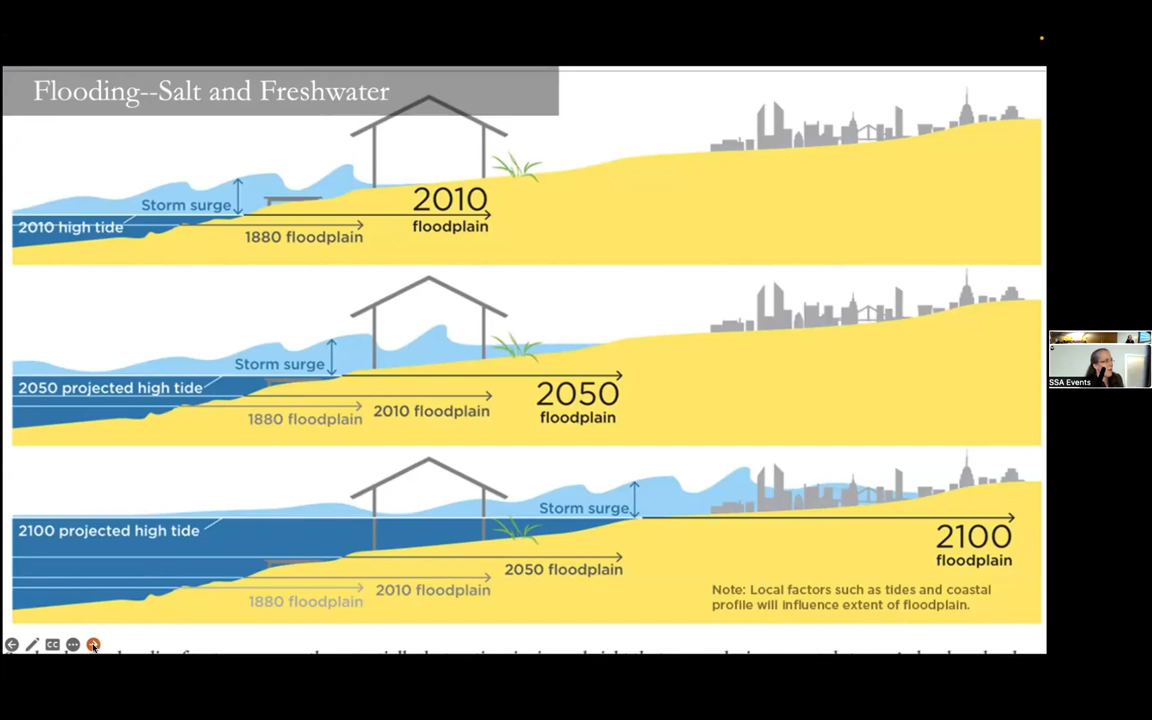 Flooding--Salt and Freshwater
Storm surge
2010 high tide
2010
floodplain
1880 floodplain
Storm surge
2050 projected high tide
2050
floodplain
2010 floodplain
1880 floodplain
Storm surge
2100 projected high tide
2100
floodplain
2050 floodplain
2010 floodplain
1880 floodplain
Note: Local factors such as tides and coastal
profile will influence extent of floodplain.
SSA Events
CC